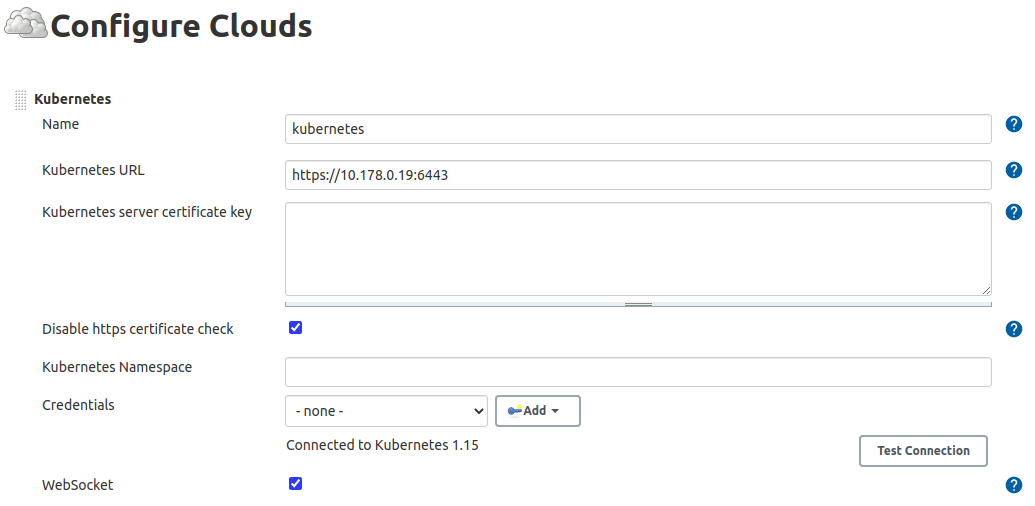 Configure Clouds
Kubernetes
Name
kubernetes
Kubernetes URL
https://10.178.0.19:6443
Kubernetes server certificate key
Disable https certificate check
Kubernetes Namespace
Credentials
- none -
Add
Connected to Kubernetes 1.15
Test Connection
WebSocket